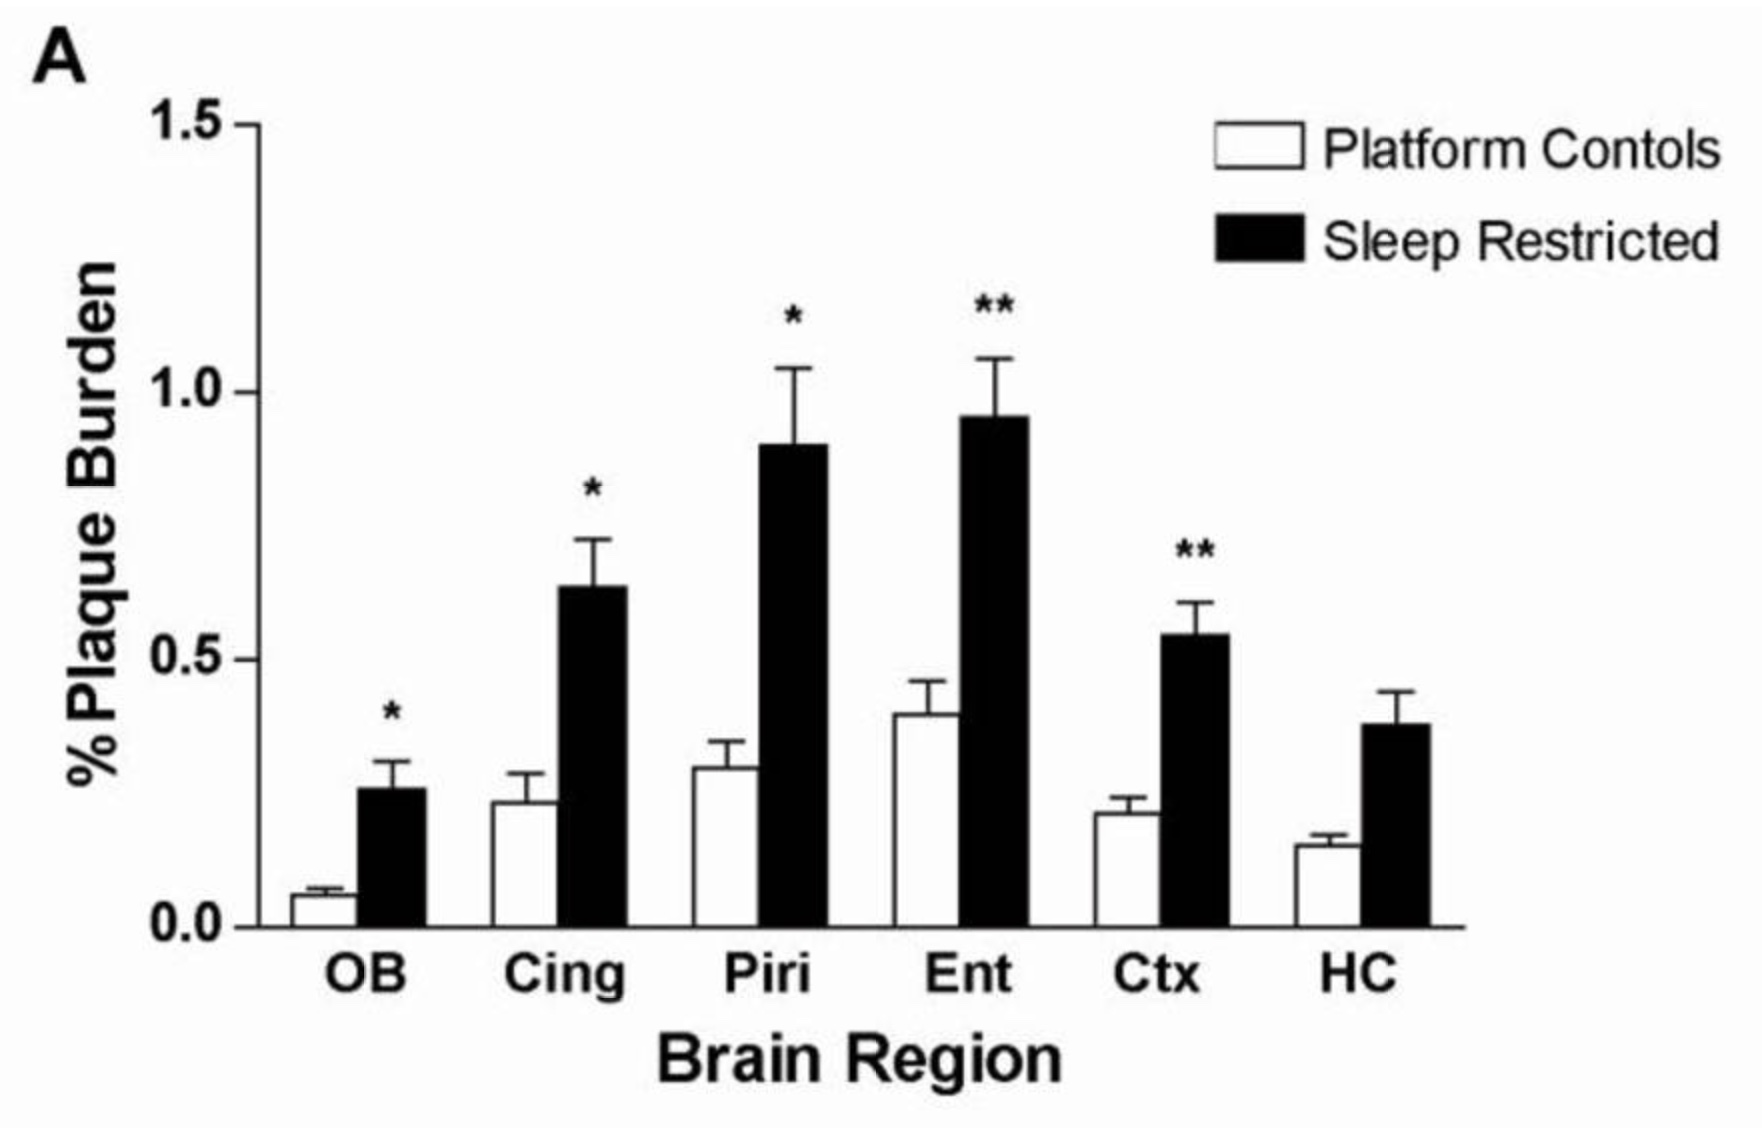 A
1.5
1.0
0.5
0.0
% Plaque Burden
Platform Contols
Sleep Restricted
*
*
*
**
**
OB Cing Piri Ent Ctx HC
Brain Region